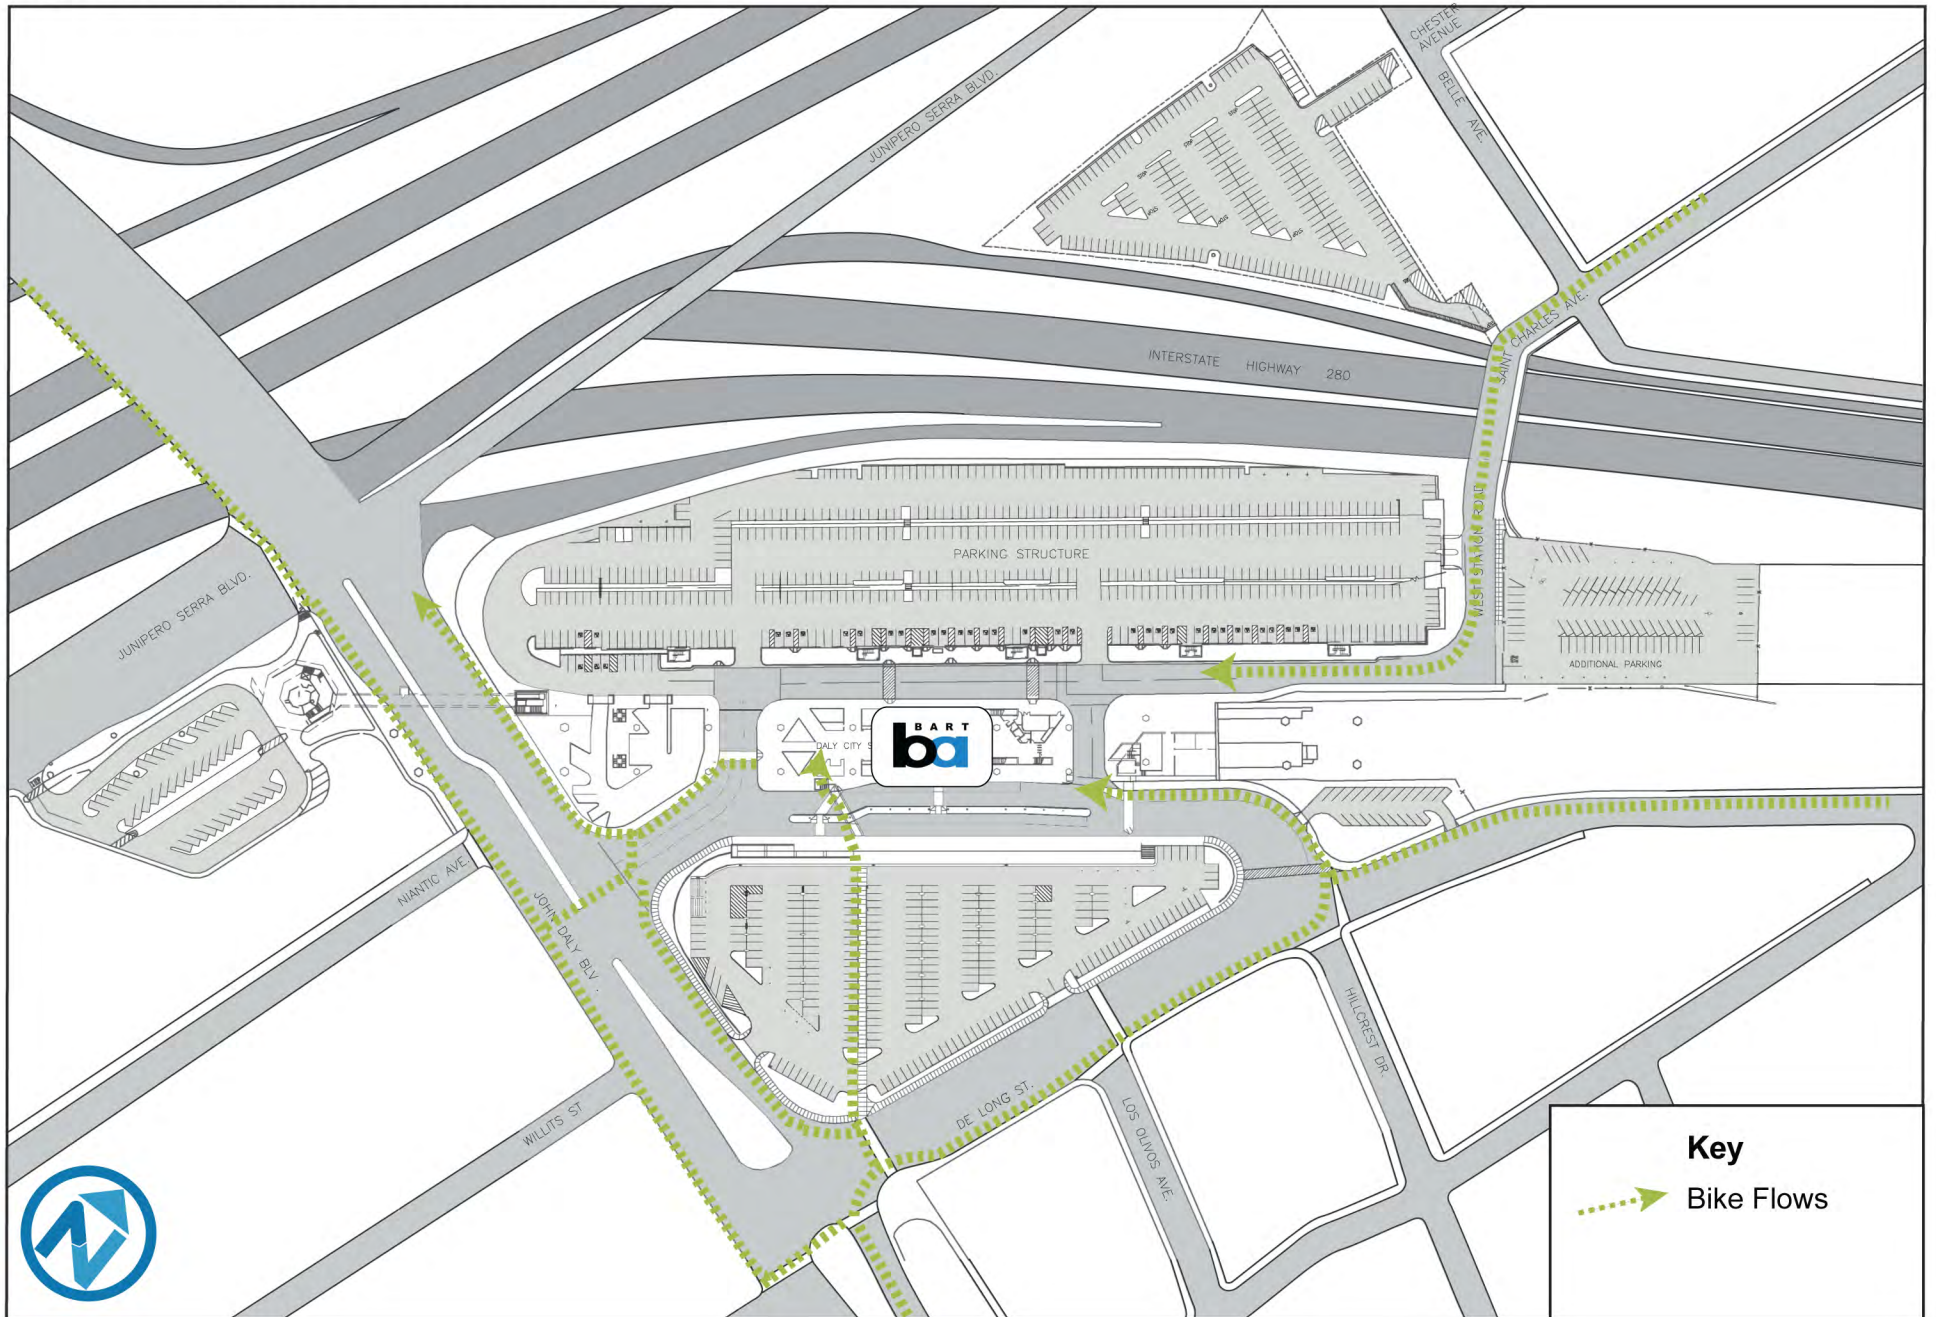 CHESTER
AVENUE
JUNIPERO SERRA BLVD.
BELLE AVE.
SAINT CHARLES AVE.
INTERSTATE HIGHWAY 280
WEST STATION ROAD
PARKING STRUCTURE
JUNIPERO SERRA BLVD.
ADDITIONAL PARKING
BART
ba
DALY CITY S
NIANTIC AVE.
JOHN DALY BLV.
HILLCREST DR.
DE LONG ST.
LOS OLIVOS AVE.
WILLITS ST
Key
Bike Flows